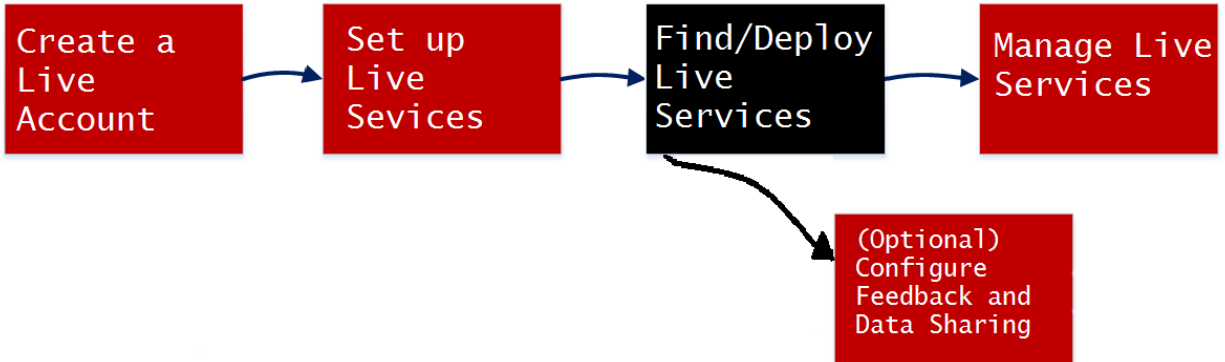 Create a
Live
Account
Set up
Live
Sevices
Find/Deploy
Live
Services
Manage Live
Services
(Optional)
Configure
Feedback and
Data Sharing